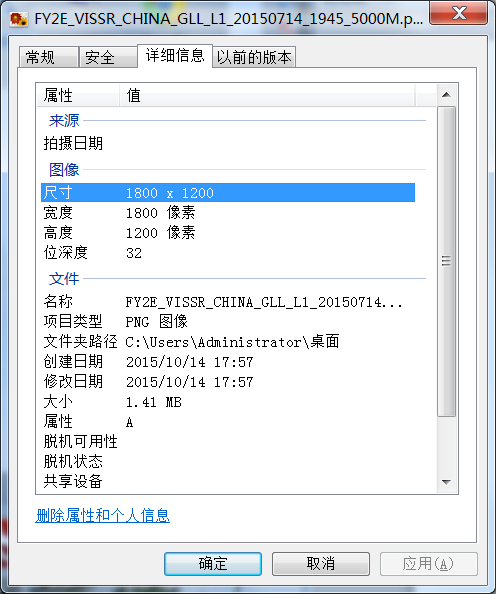 FY2E_VISSR_CHINA_GLL_L1_20150714_1945_5000M.p...
常规 安全 详细信息 以前的版本
属性 值
来源
拍摄日期
图像
尺寸 1800 x 1200
宽度 1800 像素
高度 1200 像素
位深度 32
文件
名称 FY2E_VISSR_CHINA_GLL_L1_20150714...
项目类型 PNG 图像
文件夹路径 C:\Users\Administrator\桌面
创建日期 2015/10/14 17:57
修改日期 2015/10/14 17:57
大小 1.41 MB
属性 A
脱机可用性
脱机状态
共享设备
删除属性和个人信息
确定 取消 应用(A)